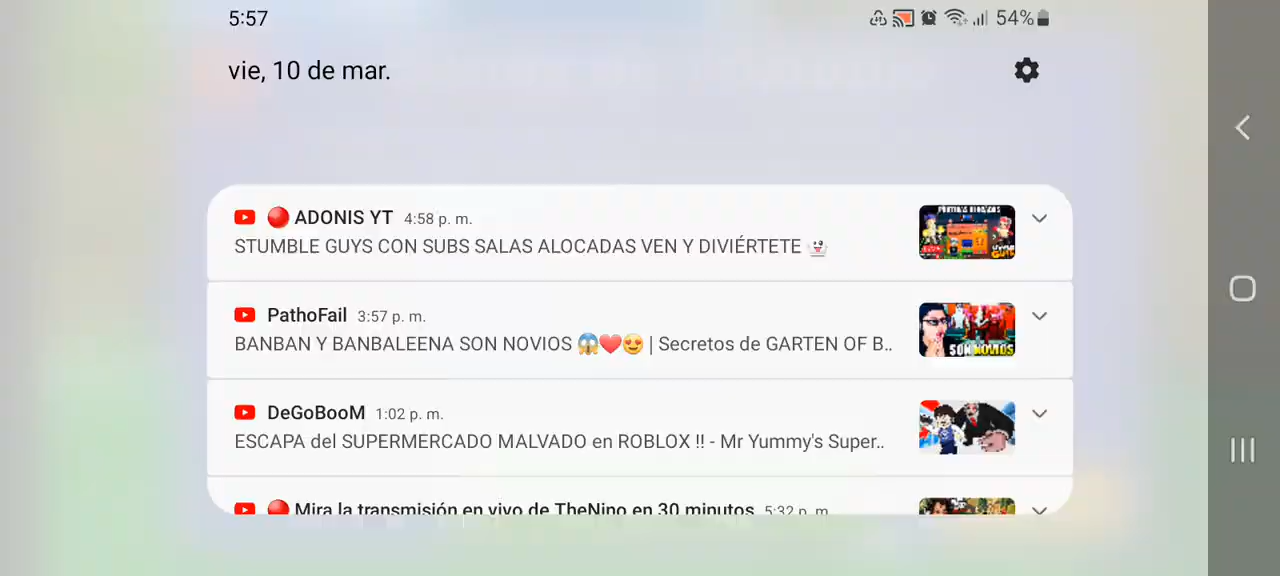 5:57
54%
vie, 10 de mar.
ADONIS YT 4:58 p. m.
STUMBLE GUYS CON SUBS SALAS ALOCADAS VEN Y DIVIÉRTETE
PathoFail 3:57 p. m.
BANBAN Y BANBALEENA SON NOVIOS 😱❤️😍 | Secretos de GARTEN OF B..
SON NOVIOS
DeGoBooM 1:02 p. m.
ESCAPA del SUPERMERCADO MALVADO en ROBLOX !! - Mr Yummy's Super..
Mira la transmisión en vivo de TheNino en 30 minutos 5:32 p. m.